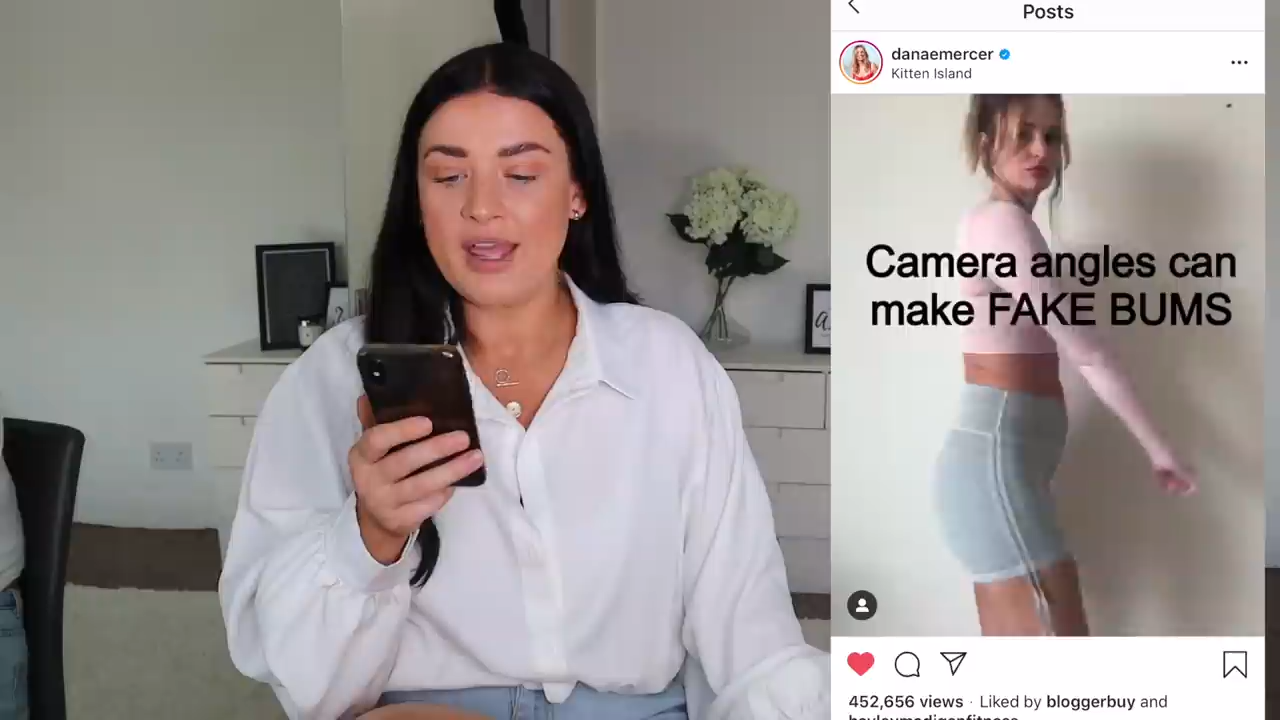 Posts
danaemercer
Kitten Island
Camera angles can
make FAKE BUMS
452,656 views · Liked by bloggerbuy and